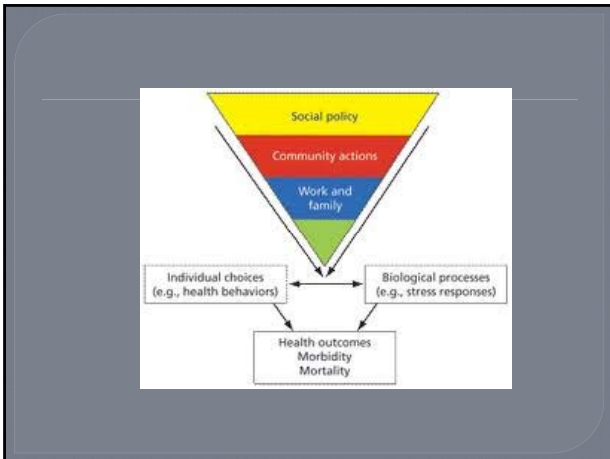 Social policy
Community actions
Work and
family
Individual choices
(e.g., health behaviors)
Biological processes
(e.g., stress responses)
Health outcomes
Morbidity
Mortality